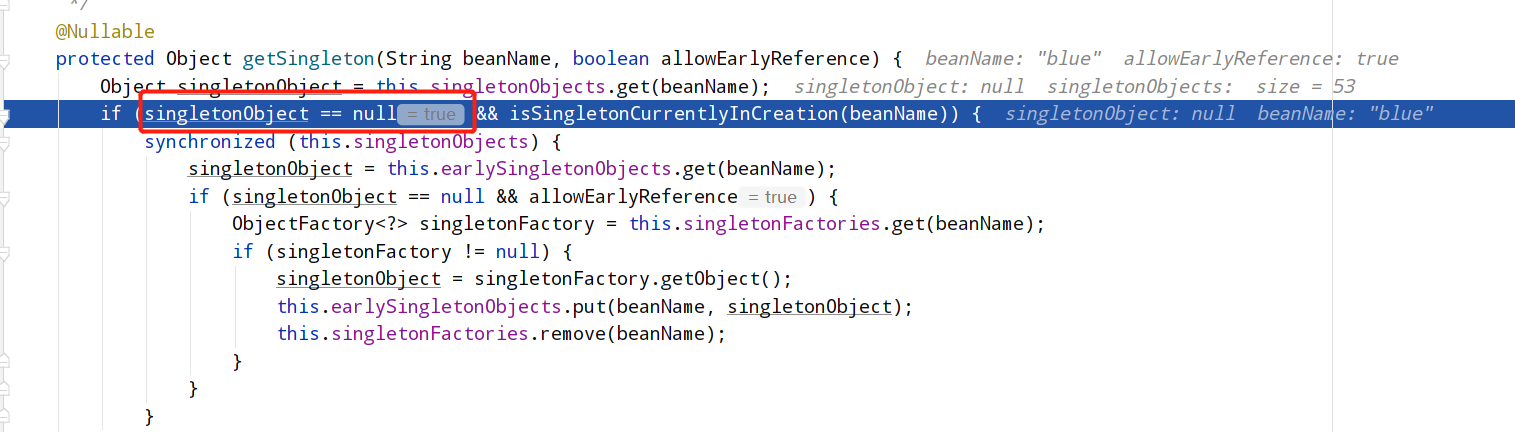 */
@Nullable
protected Object getSingleton(String beanName, boolean allowEarlyReference) {  beanName: "blue"  allowEarlyReference: true
Object singletonObject = this.singletonObjects.get(beanName);  singletonObject: null  singletonObjects:  size = 53
if (singletonObject == null = true && isSingletonCurrentlyInCreation(beanName)) {  singletonObject: null  beanName: "blue"
synchronized (this.singletonObjects) {
singletonObject = this.earlySingletonObjects.get(beanName);
if (singletonObject == null && allowEarlyReference = true ) {
ObjectFactory<?> singletonFactory = this.singletonFactories.get(beanName);
if (singletonFactory != null) {
singletonObject = singletonFactory.getObject();
this.earlySingletonObjects.put(beanName, singletonObject);
this.singletonFactories.remove(beanName);
}
}
}